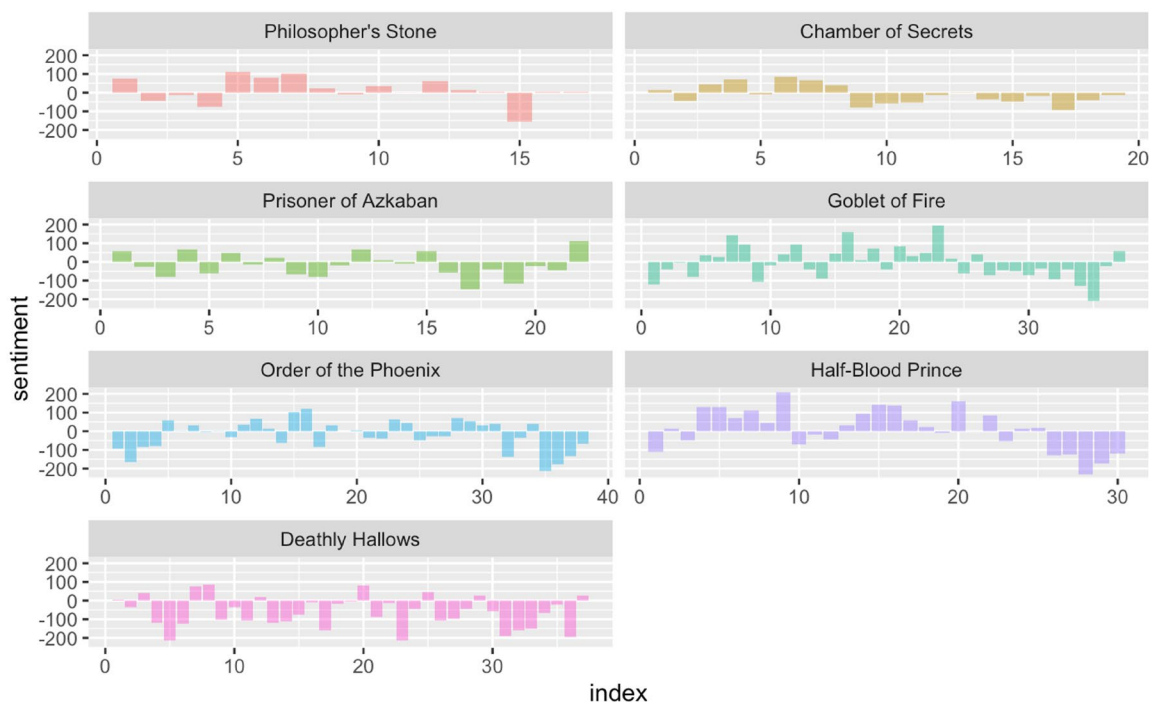 Philosopher's Stone
Chamber of Secrets
200
100
0
-100
-200
0 5 10 15
0 5 10 15 20
Prisoner of Azkaban
Goblet of Fire
200
100
0
-100
-200
0 5 10 15 20
0 10 20 30
sentiment
Order of the Phoenix
Half-Blood Prince
200
100
0
-100
-200
0 10 20 30 40
0 10 20 30
Deathly Hallows
200
100
0
-100
-200
0 10 20 30
index